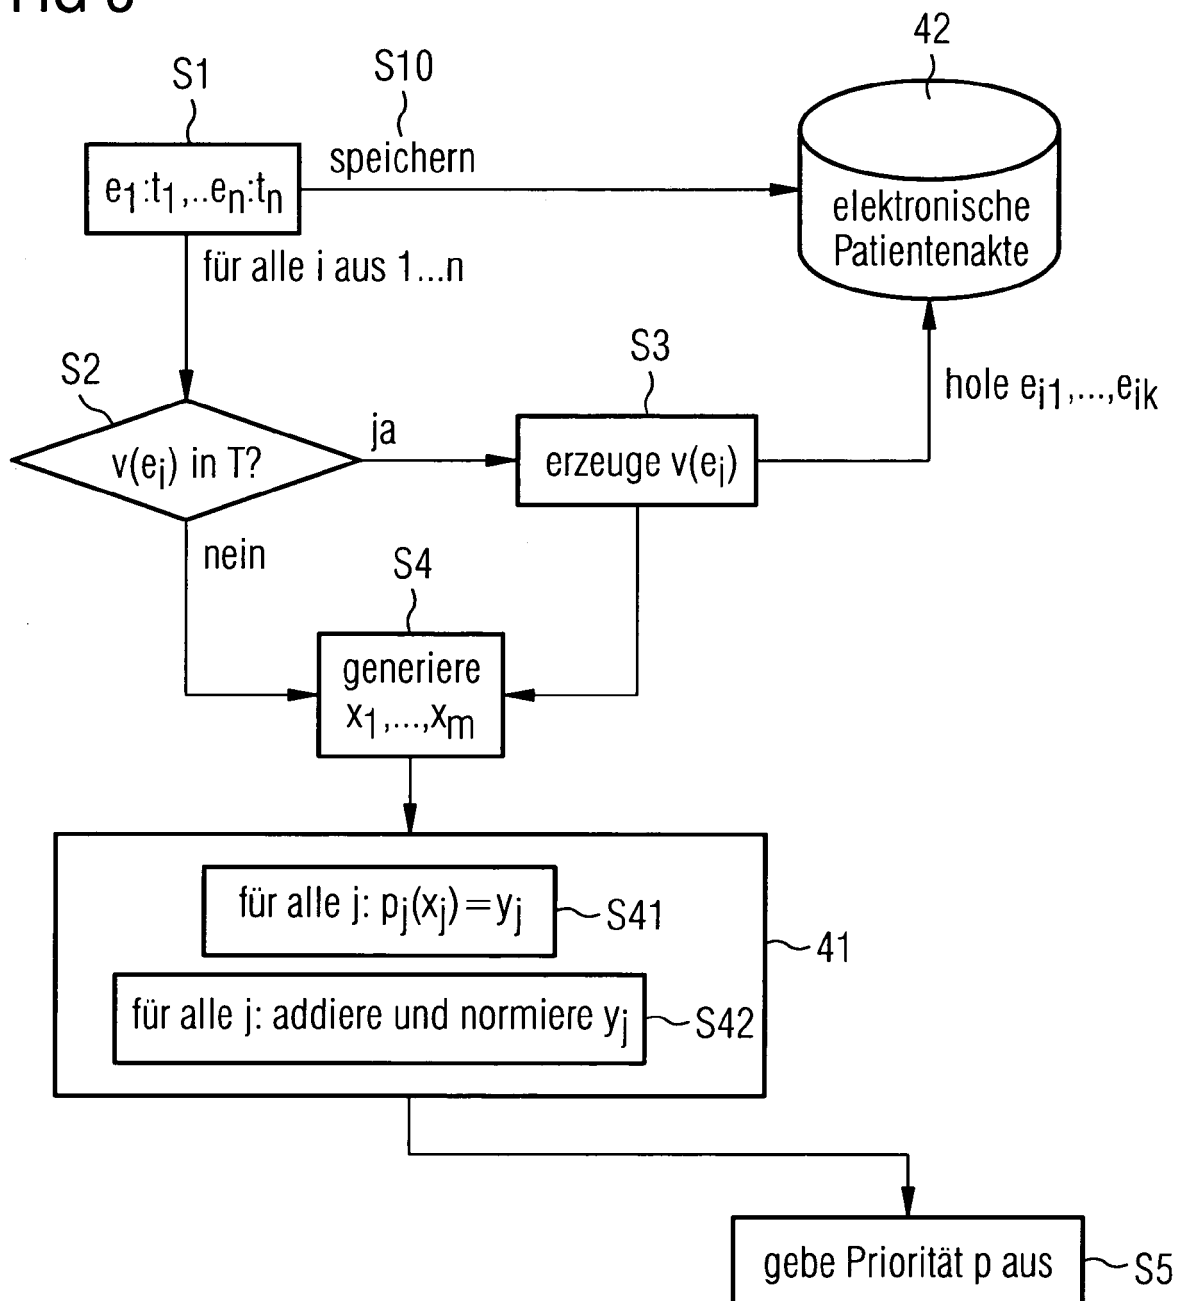 42
S1
S10
e1:t1,..en:tn
speichern
elektronische
Patientenakte
für alle i aus 1...n
S2
S3
hole ei1,...,eik
v(ei) in T?
ja
erzeuge v(ei)
nein
S4
generiere
x1,...,xm
für alle j: pj(xj)=yj
S41
41
für alle j: addiere und normiere yj
S42
gebe Priorität p aus
S5